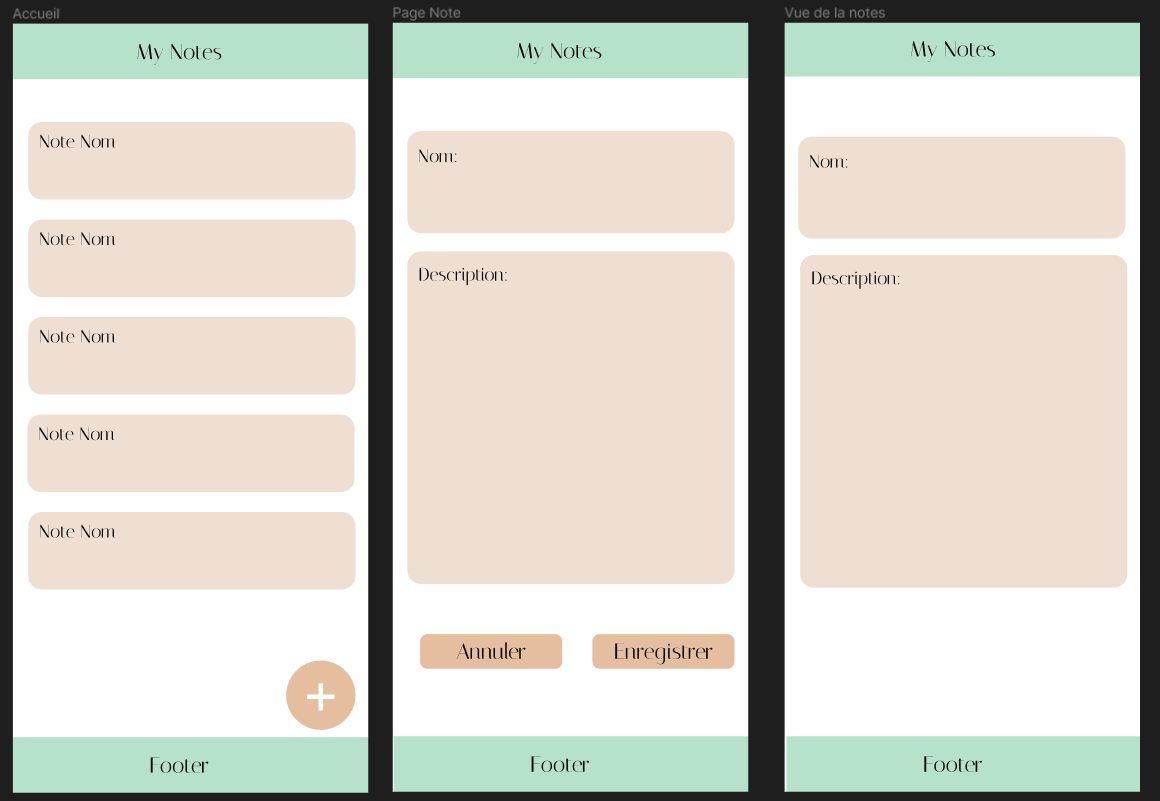 Accueil
My Notes
Note Nom
Note Nom
Note Nom
Note Nom
Note Nom
+
Footer
Page Note
My Notes
Nom:
Description:
Annuler
Enregistrer
Footer
Vue de la notes
My Notes
Nom:
Description:
Footer